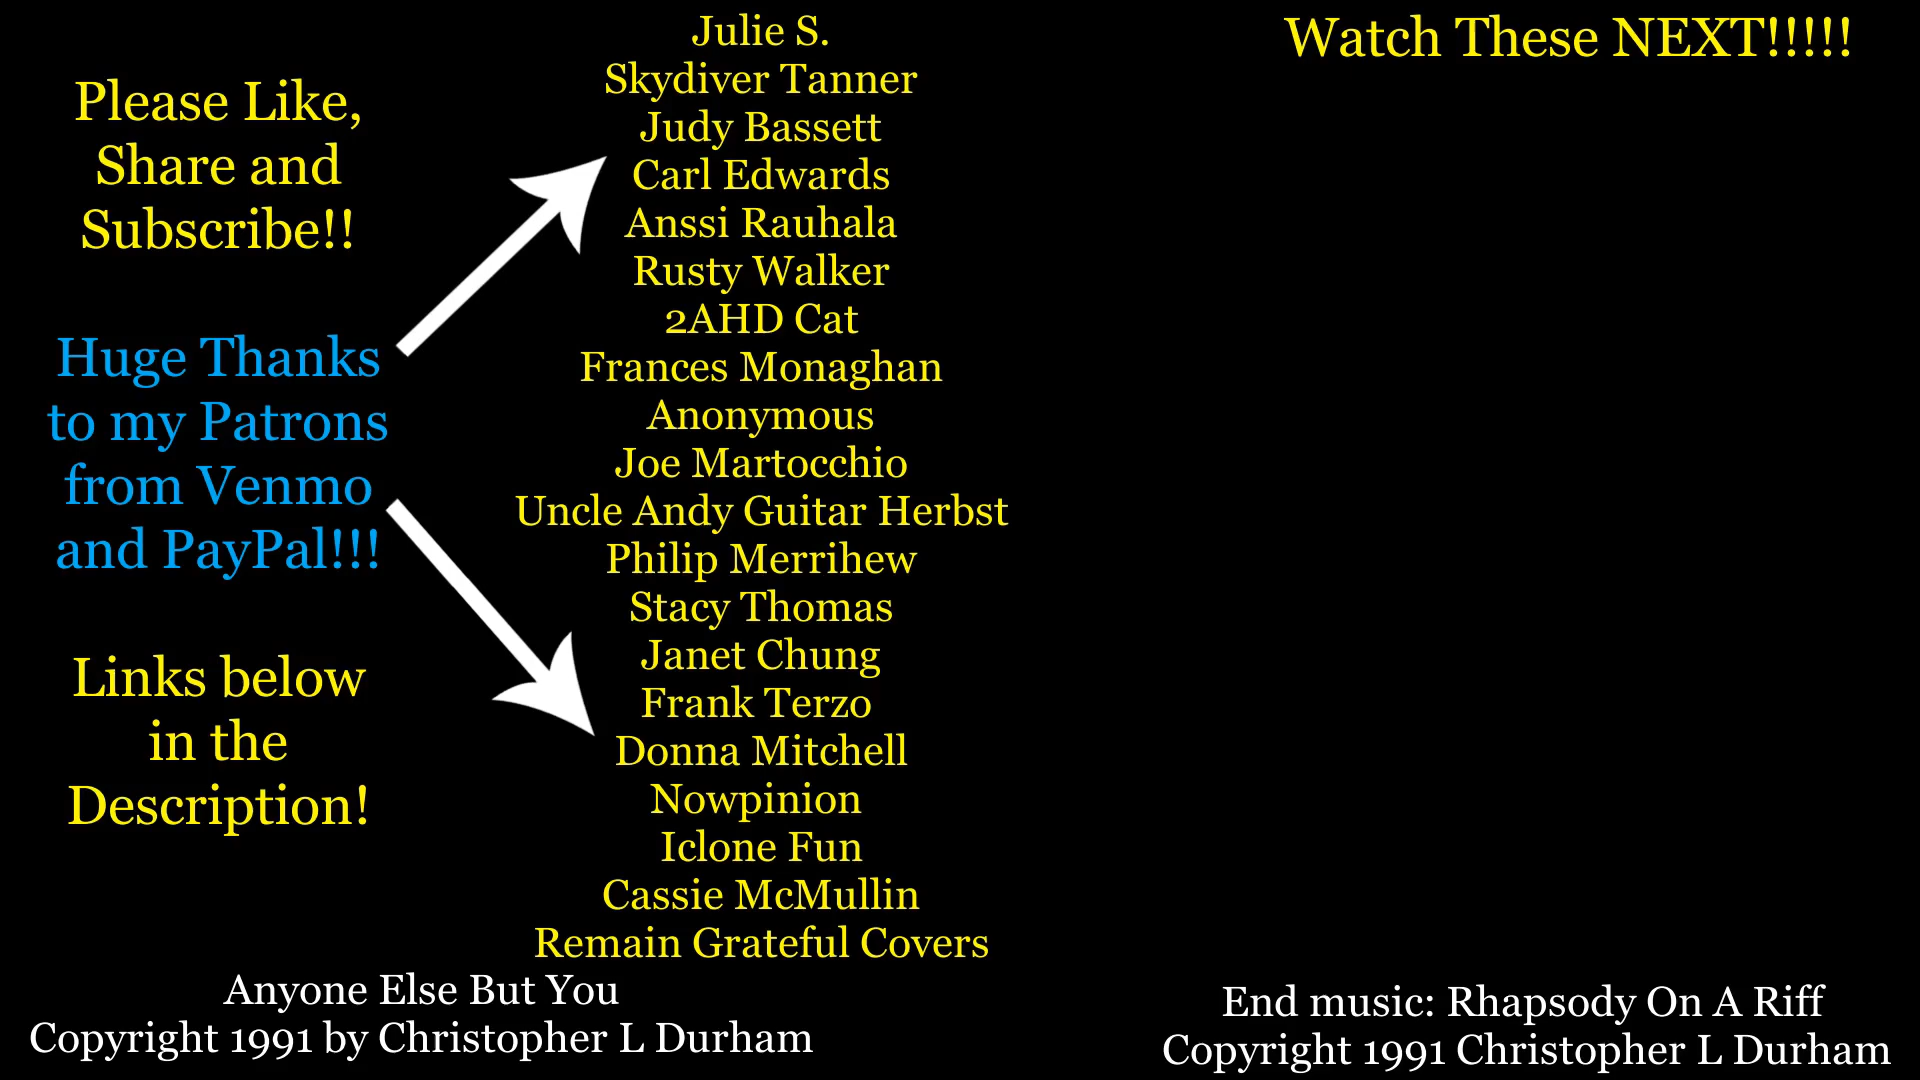 Please Like,
Share and
Subscribe!!
Huge Thanks
to my Patrons
from Venmo
and PayPal!!!
Links below
in the
Description!
Julie S.
Skydiver Tanner
Judy Bassett
Carl Edwards
Anssi Rauhala
Rusty Walker
2AHD Cat
Frances Monaghan
Anonymous
Joe Martocchio
Uncle Andy Guitar Herbst
Philip Merrihew
Stacy Thomas
Janet Chung
Frank Terzo
Donna Mitchell
Nowpinion
Iclone Fun
Cassie McMullin
Remain Grateful Covers
Watch These NEXT!!!!!
Anyone Else But You
Copyright 1991 by Christopher L Durham
End music: Rhapsody On A Riff
Copyright 1991 Christopher L Durham